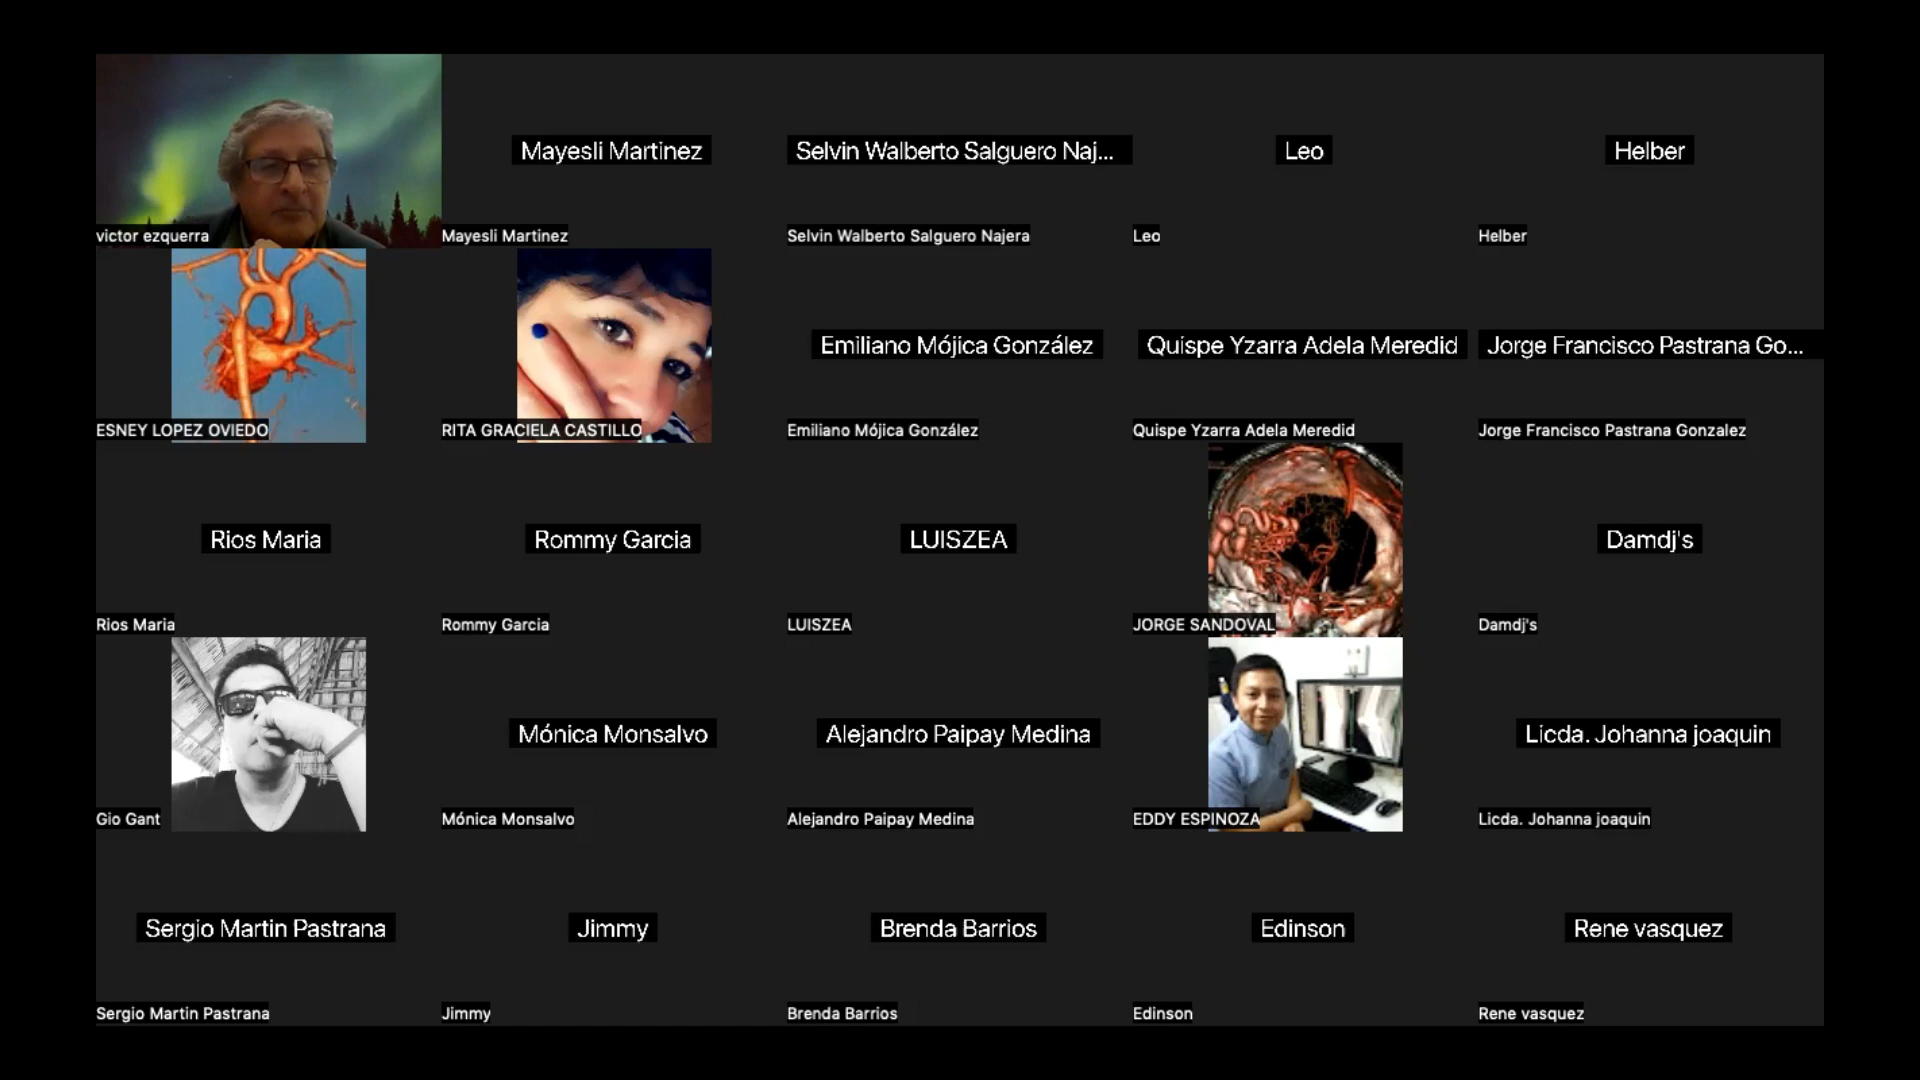 victor ezquerra
Mayesli Martinez
Mayesli Martinez
Selvin Walberto Salguero Naj...
Selvin Walberto Salguero Najera
Leo
Leo
Helber
Helber
ESNEY LOPEZ OVIEDO
RITA GRACIELA CASTILLO
Emiliano Mójica González
Emiliano Mójica González
Quispe Yzarra Adela Meredid
Quispe Yzarra Adela Meredid
Jorge Francisco Pastrana Go...
Jorge Francisco Pastrana Gonzalez
Rios Maria
Rios Maria
Rommy Garcia
Rommy Garcia
LUISZEA
LUISZEA
JORGE SANDOVAL
Damdj's
Damdj's
Gio Gant
Mónica Monsalvo
Mónica Monsalvo
Alejandro Paipay Medina
Alejandro Paipay Medina
EDDY ESPINOZA
Licda. Johanna joaquin
Licda. Johanna joaquin
Sergio Martin Pastrana
Sergio Martin Pastrana
Jimmy
Jimmy
Brenda Barrios
Brenda Barrios
Edinson
Edinson
Rene vasquez
Rene vasquez